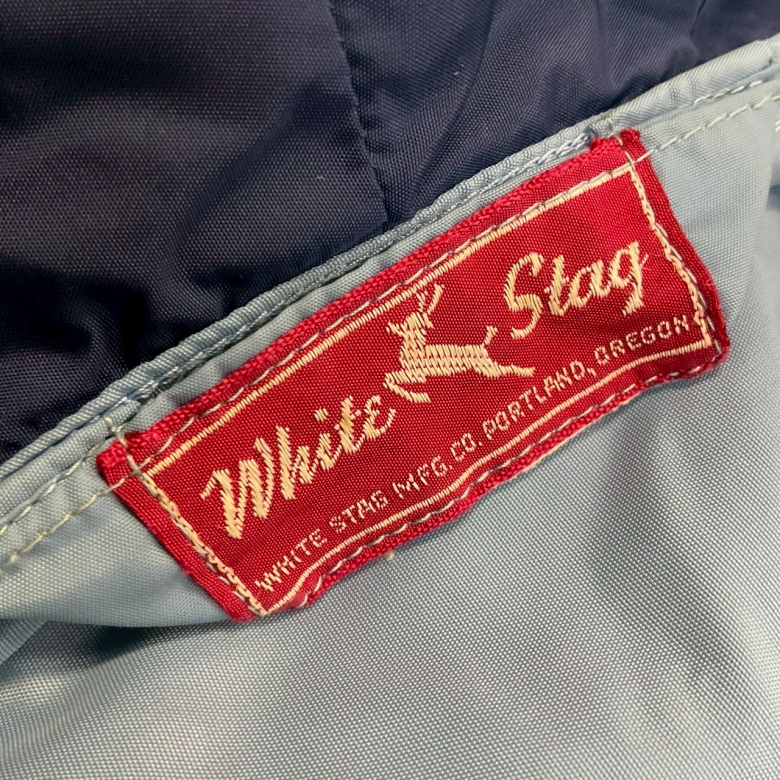 White Stag
WHITE STAG MFG. CO. PORTLAND, OREGON